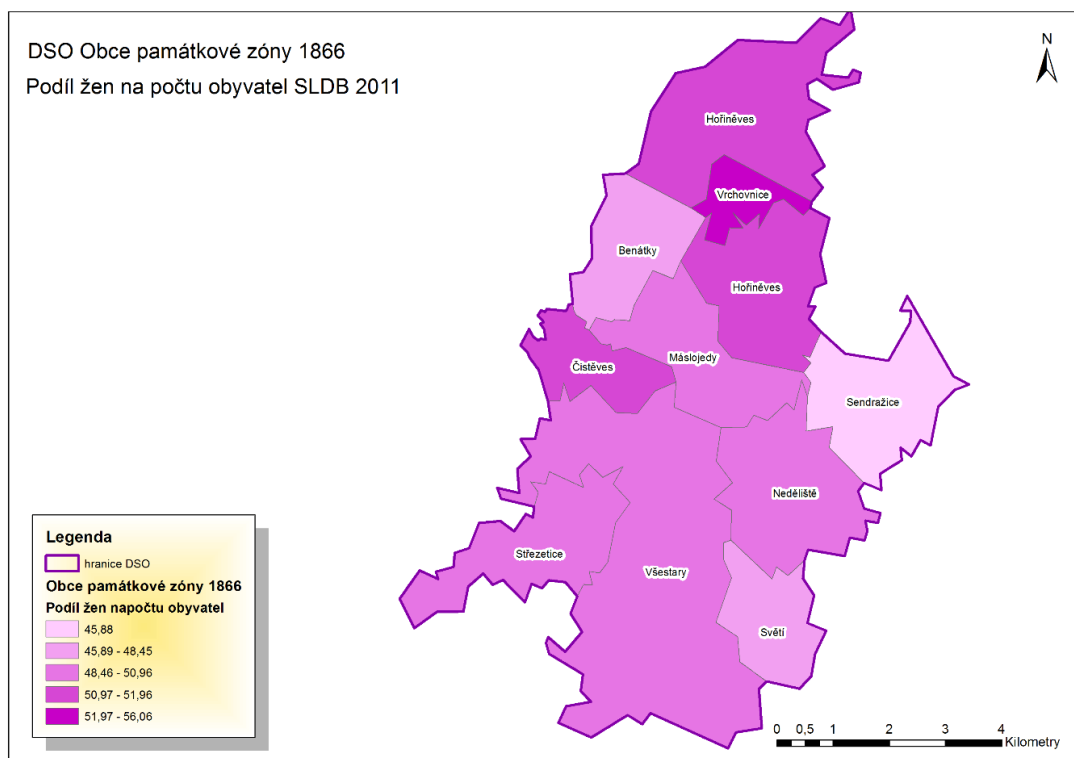 DSO Obce památkové zóny 1866
Podíl žen na počtu obyvatel SLDB 2011
N
Hořiněves
Vrchovnice
Benátky
Hořiněves
Máslojedy
Čistěves
Sendražice
Neděliště
Střezetice
Všestary
Světí
Legenda
hranice DSO
Obce památkové zóny 1866
Podíl žen napočtu obyvatel
45,88
45,89 - 48,45
48,46 - 50,96
50,97 - 51,96
51,97 - 56,06
0 0,5 1 2 3 4
Kilometry